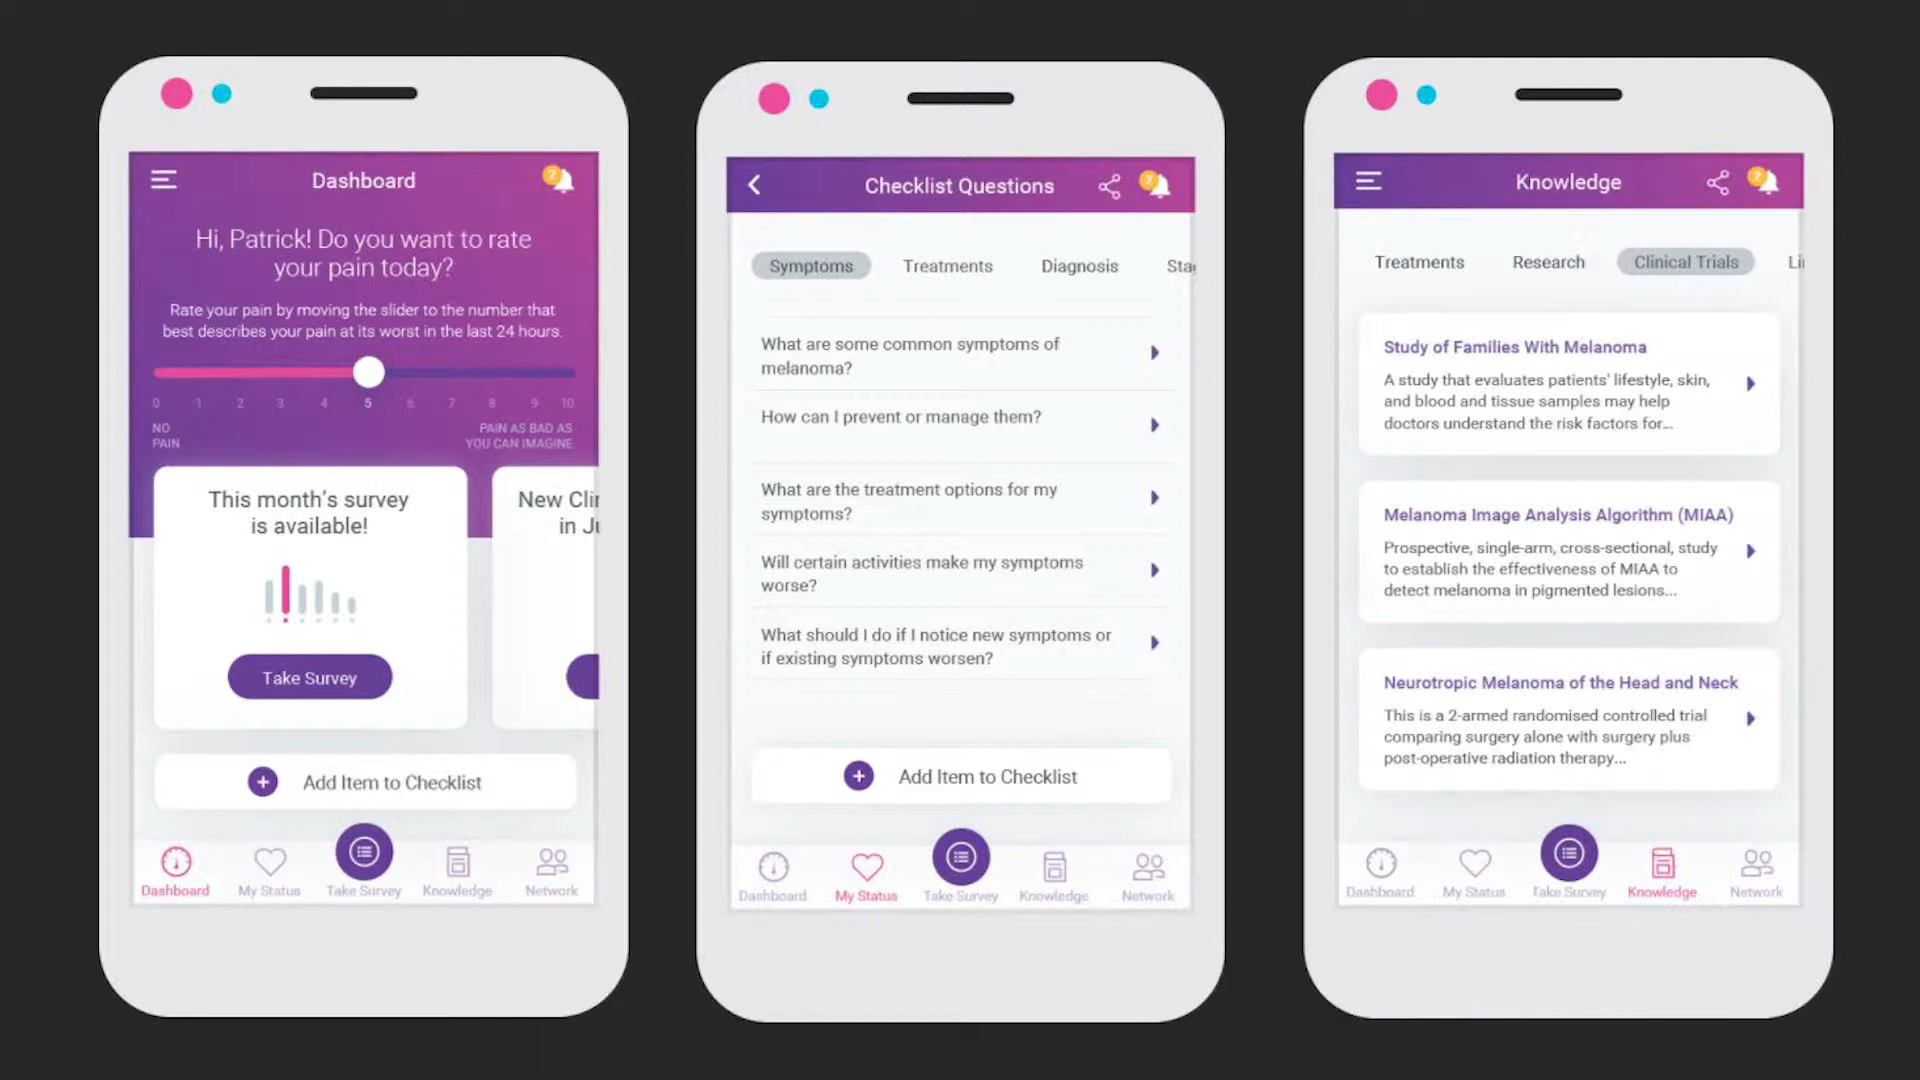 Dashboard
2
Hi, Patrick! Do you want to rate
your pain today?
Rate your pain by moving the slider to the number that
best describes your pain at its worst in the last 24 hours.
0 1 2 3 4 5 6 7 8 9 10
NO
PAIN
PAIN AS BAD AS
YOU CAN IMAGINE
This month's survey
is available!
Take Survey
New Clin
in Ju
Add Item to Checklist
Dashboard My Status Take Survey Knowledge Network
Checklist Questions
2
Symptoms Treatments Diagnosis Stag
What are some common symptoms of
melanoma?
How can I prevent or manage them?
What are the treatment options for my
symptoms?
Will certain activities make my symptoms
worse?
What should I do if I notice new symptoms or
if existing symptoms worsen?
Add Item to Checklist
Dashboard My Status Take Survey Knowledge Network
Knowledge
2
Treatments Research Clinical Trials Li
Study of Families With Melanoma
A study that evaluates patients' lifestyle, skin,
and blood and tissue samples may help
doctors understand the risk factors for...
Melanoma Image Analysis Algorithm (MIAA)
Prospective, single-arm, cross-sectional, study
to establish the effectiveness of MIAA to
detect melanoma in pigmented lesions...
Neurotropic Melanoma of the Head and Neck
This is a 2-armed randomised controlled trial
comparing surgery alone with surgery plus
post-operative radiation therapy...
Dashboard My Status Take Survey Knowledge Network